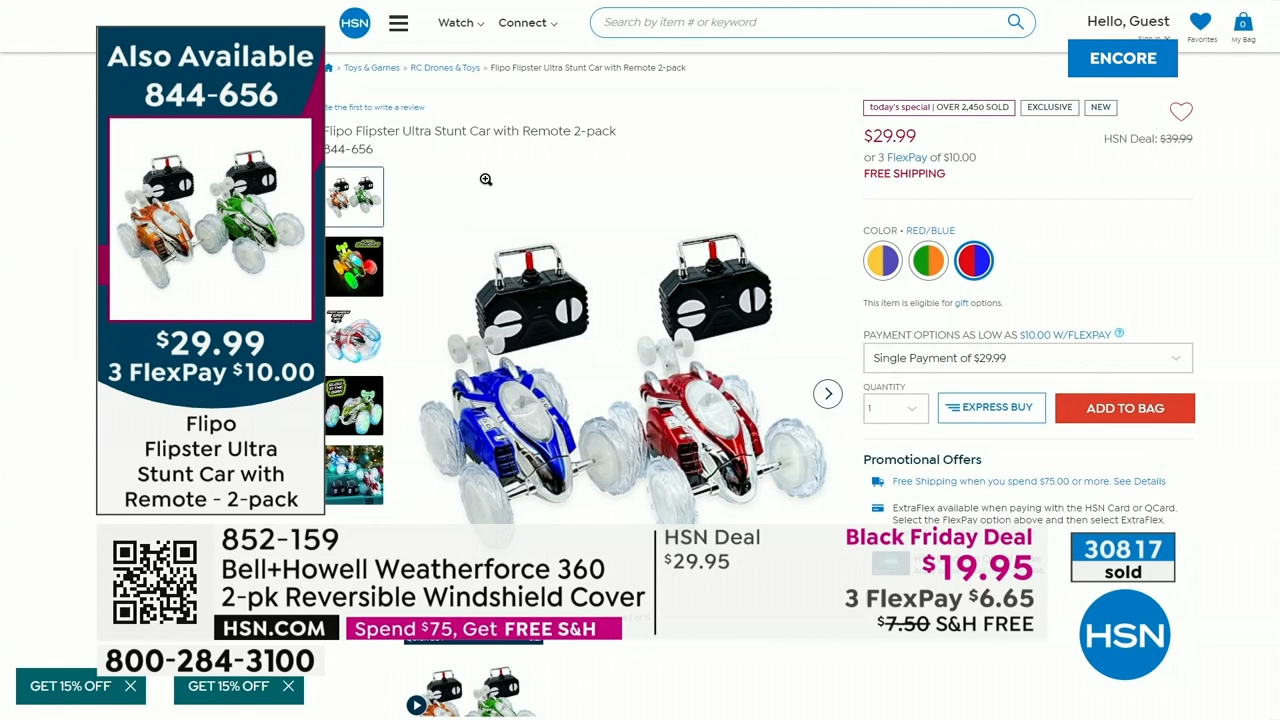 Also Available
844-656
$29.99
3 FlexPay $10.00
Flipo
Flipster Ultra
Stunt Car with
Remote - 2-pack
HSN
Watch
Connect
Search by item # or keyword
Hello, Guest
Favorites
0
My Bag
ENCORE
> Toys & Games > RC Drones & Toys > Flipo Flipster Ultra Stunt Car with Remote 2-pack
Be the first to write a review
Flipo Flipster Ultra Stunt Car with Remote 2-pack
844-656
today's special | OVER 2,450 SOLD
EXCLUSIVE
NEW
$29.99
HSN Deal: $39.99
or 3 FlexPay of $10.00
FREE SHIPPING
COLOR • RED/BLUE
This item is eligible for gift options.
PAYMENT OPTIONS AS LOW AS $10.00 W/FLEXPAY
Single Payment of $29.99
QUANTITY
1
EXPRESS BUY
ADD TO BAG
Promotional Offers
Free Shipping when you spend $75.00 or more. See Details
ExtraFlex available when paying with the HSN Card or QCard.
Select the FlexPay option above and then select ExtraFlex.
852-159
Bell+Howell Weatherforce 360
2-pk Reversible Windshield Cover
HSN.COM
Spend $75, Get FREE S&H
HSN Deal
$29.95
Black Friday Deal
$19.95
3 FlexPay $6.65
$7.50 S&H FREE
30817
sold
HSN
800-284-3100
GET 15% OFF
GET 15% OFF